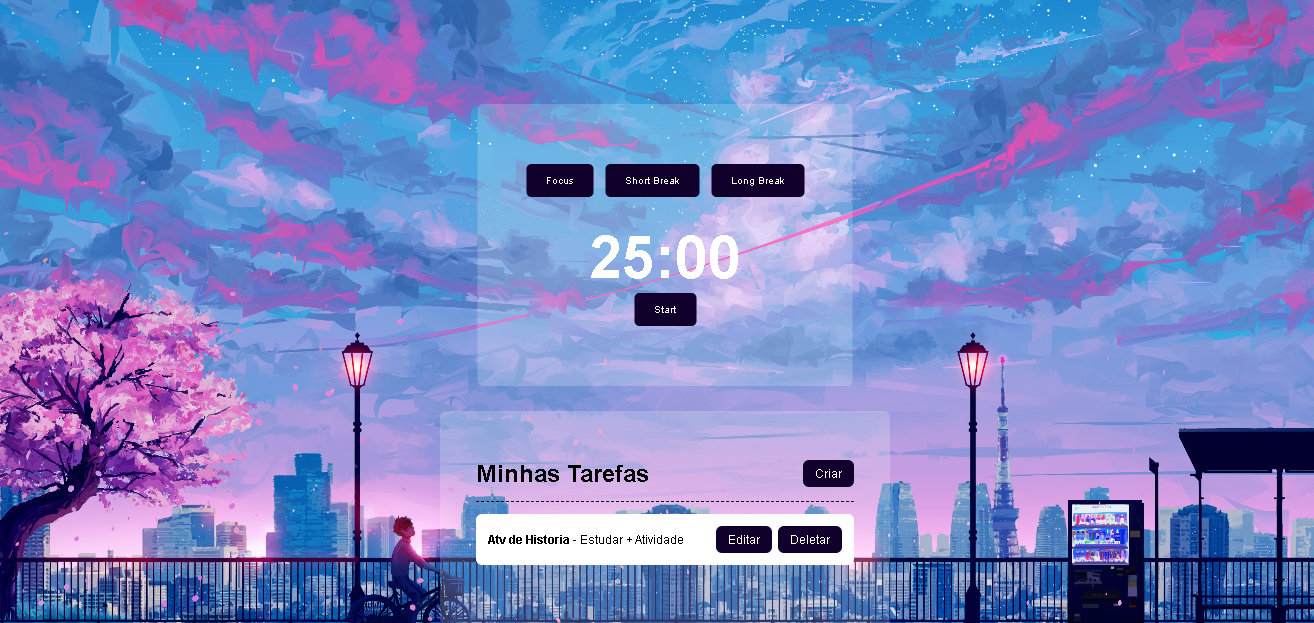 Focus Short Break Long Break
25:00
Start
Minhas Tarefas Criar
Atv de Historia - Estudar + Atividade Editar Deletar